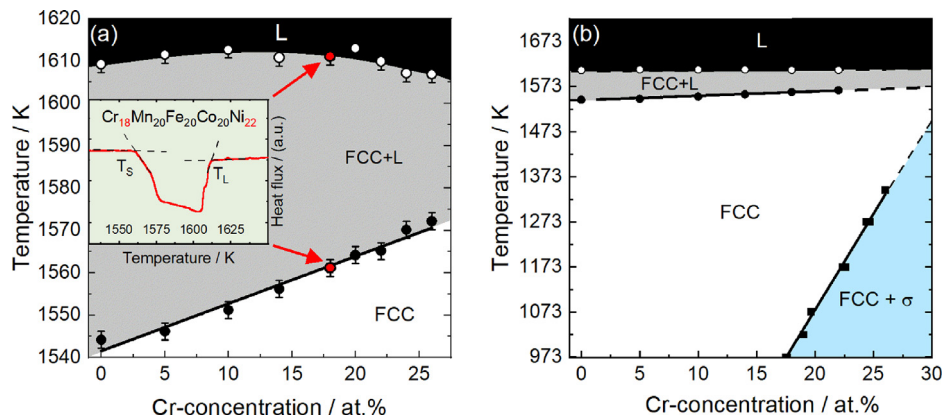 (a)
L
1620
1610
1600
1590
1580
1570
1560
1550
1540
Temperature / K
Cr18Mn20Fe20Co20Ni22
TS
TL
Heat flux / (a.u.)
1550 1575 1600 1625
Temperature / K
FCC+L
FCC
0 5 10 15 20 25
Cr-concentration / at.%
(b)
L
1673
1573
1473
1373
1273
1173
1073
973
Temperature / K
FCC+L
FCC
FCC + σ
0 5 10 15 20 25 30
Cr-concentration / at.%